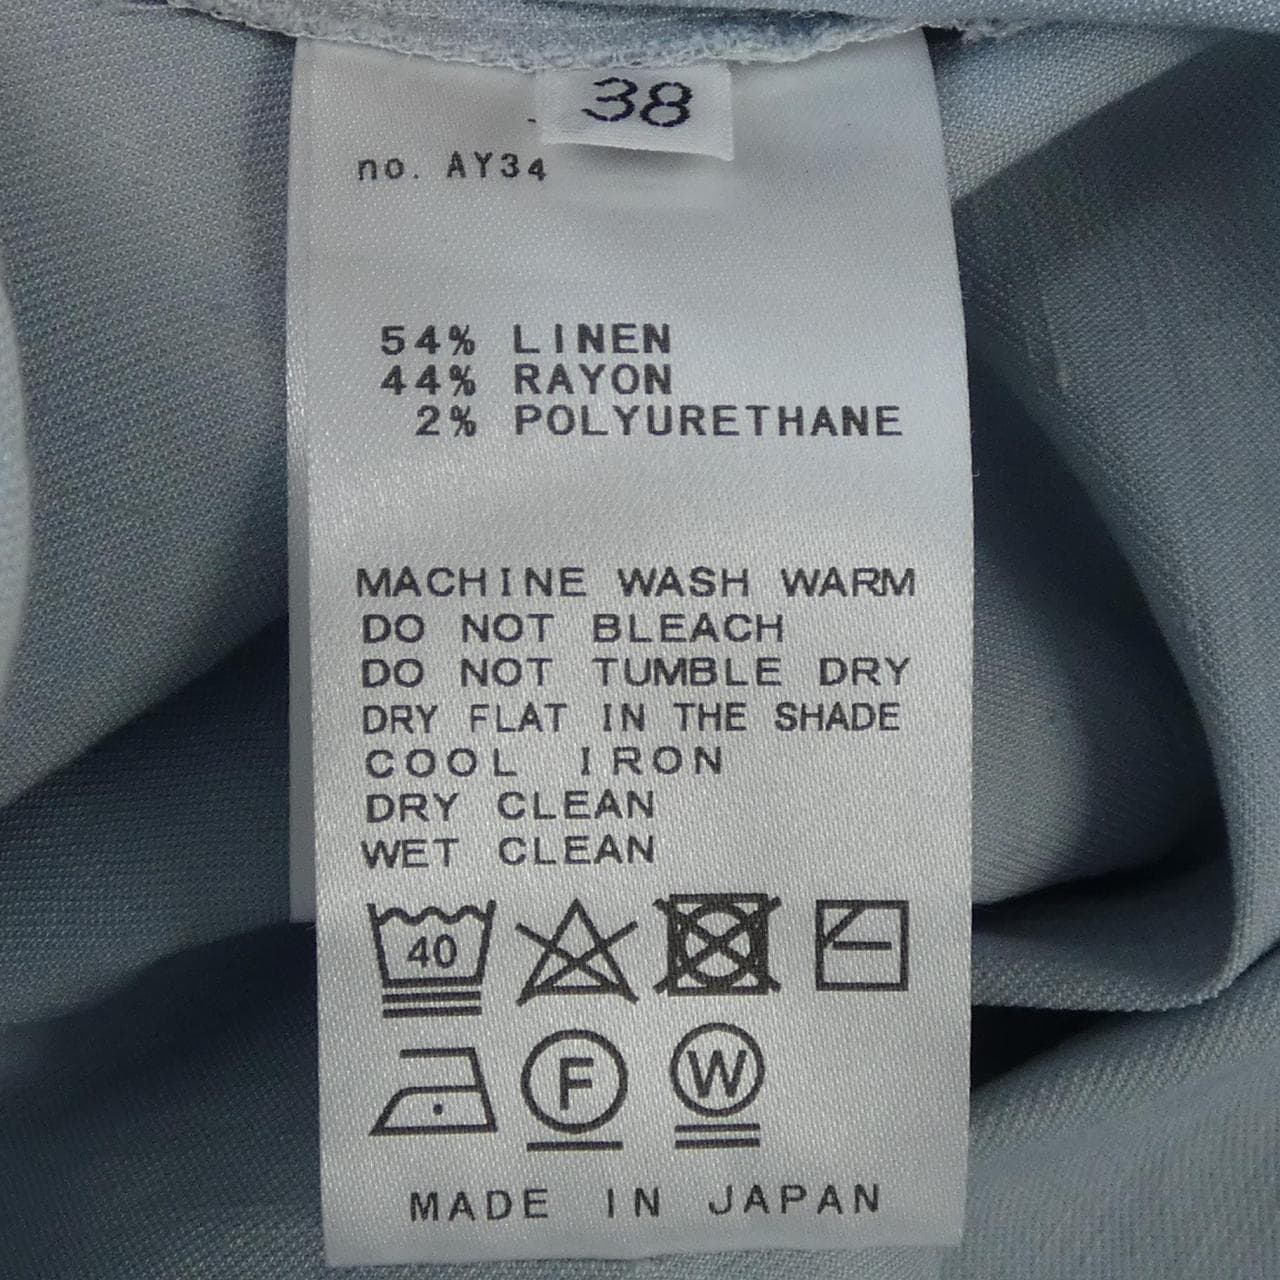 38
no. AY34
54% LINEN
44% RAYON
2% POLYURETHANE
MACHINE WASH WARM
DO NOT BLEACH
DO NOT TUMBLE DRY
DRY FLAT IN THE SHADE
COOL IRON
DRY CLEAN
WET CLEAN
40
F W
MADE IN JAPAN